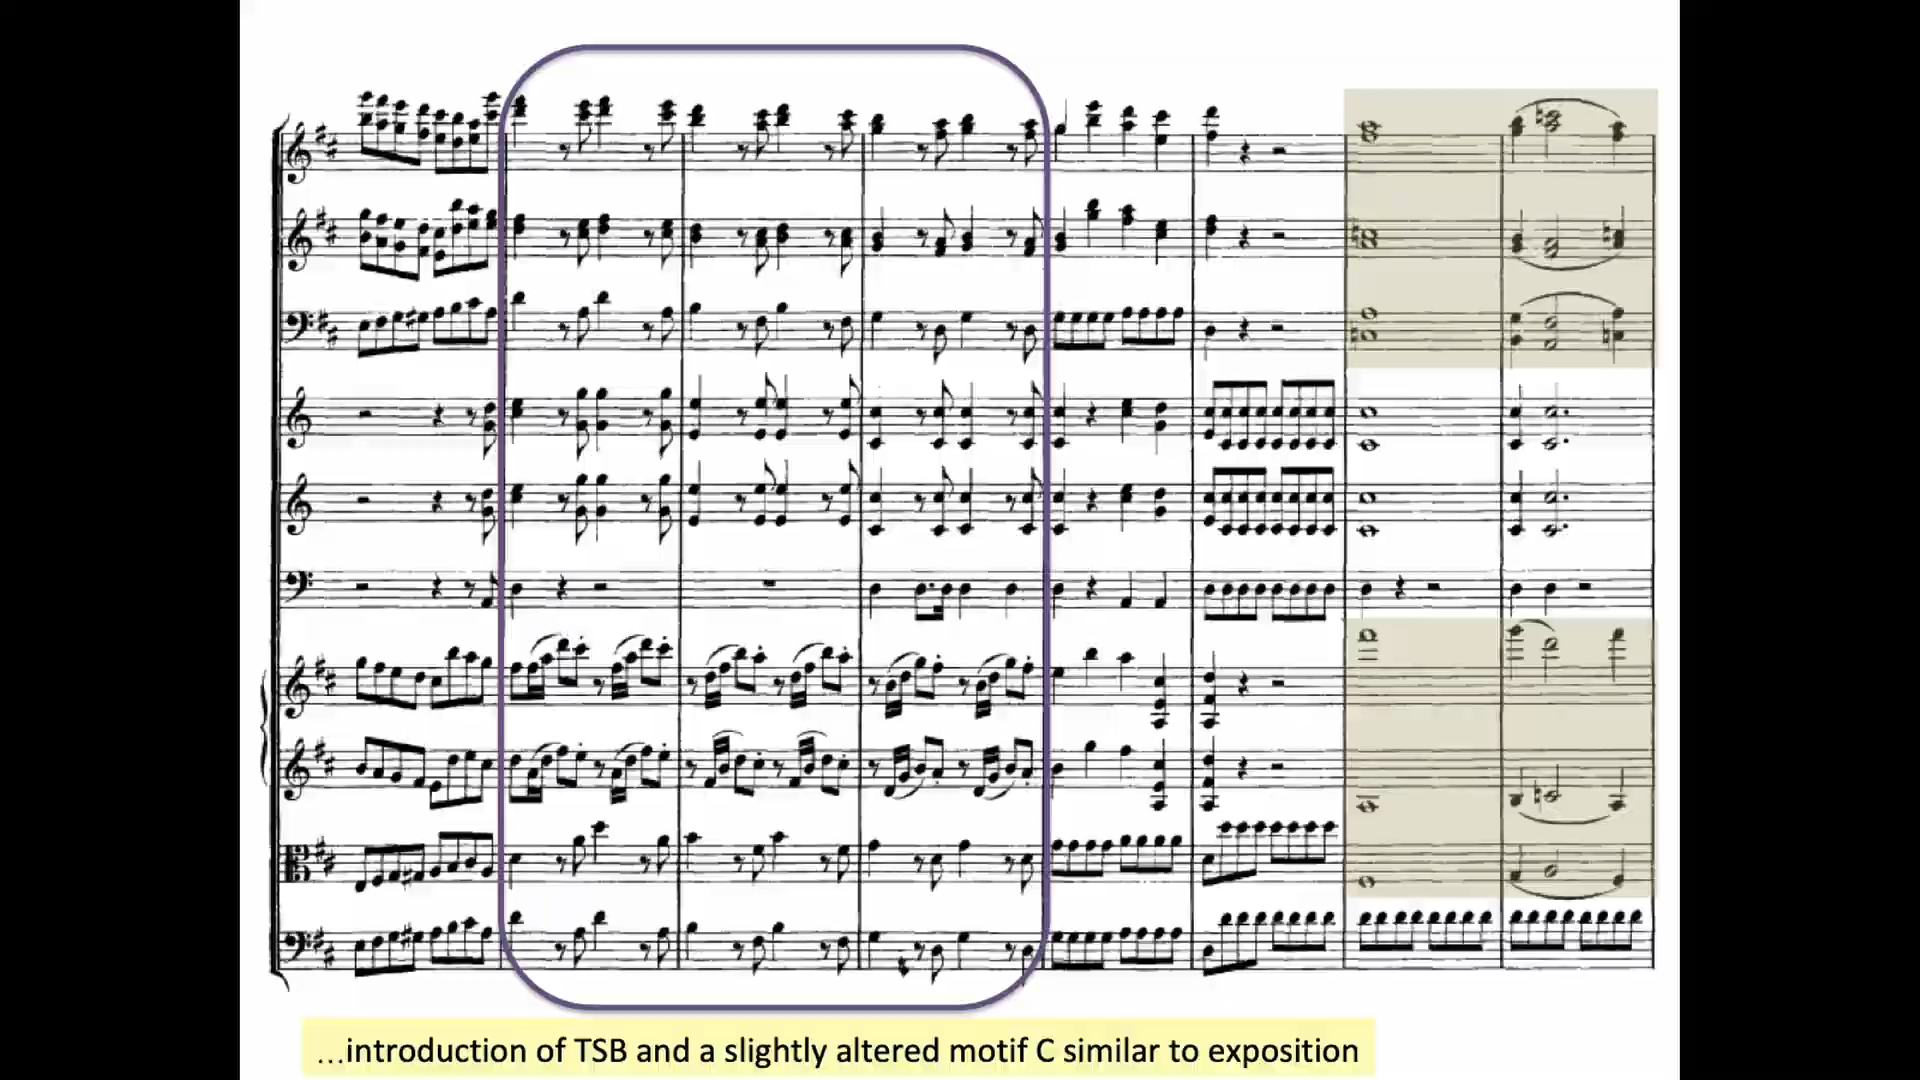 ...introduction of TSB and a slightly altered motif C similar to exposition